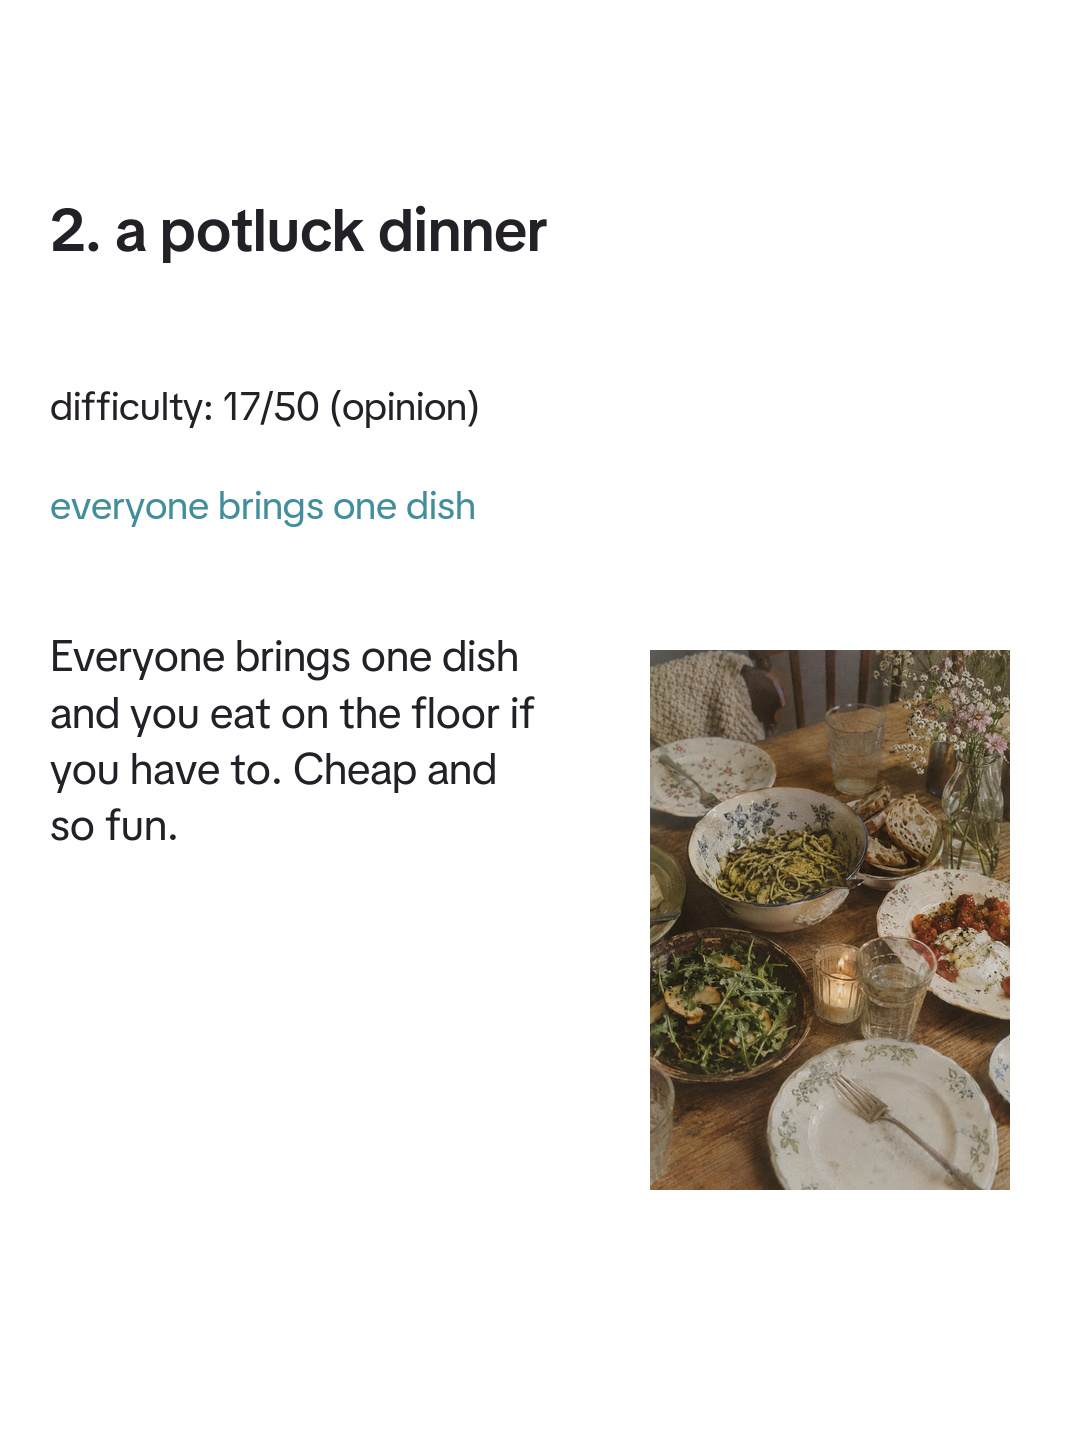 2. a potluck dinner
difficulty: 17/50 (opinion)
everyone brings one dish
Everyone brings one dish
and you eat on the floor if
you have to. Cheap and
so fun.